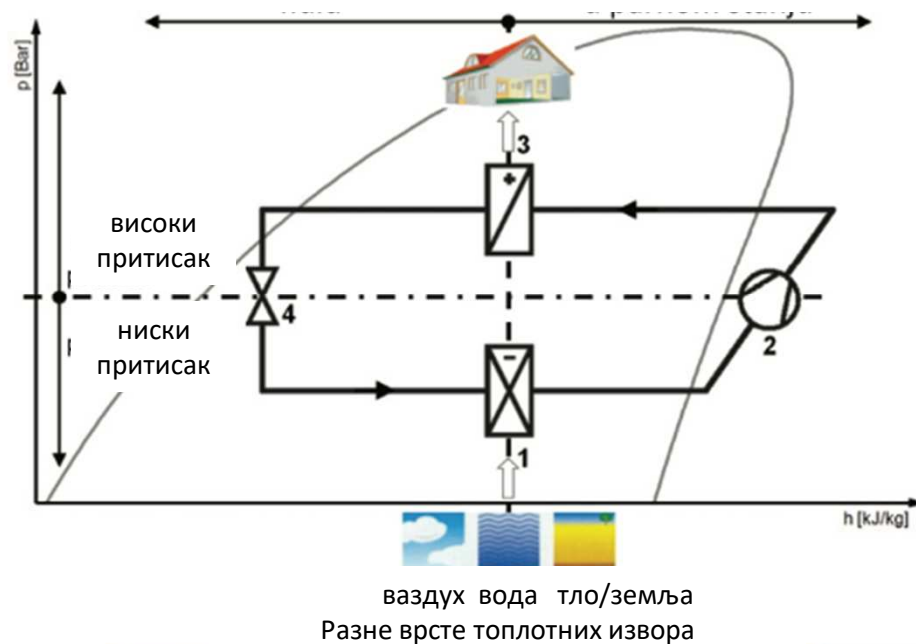 p [Bar]
3
+
високи
притисак
4
2
ниски
притисак
-
1
h [kJ/kg]
ваздух вода тло/земља
Разне врсте топлотних извора